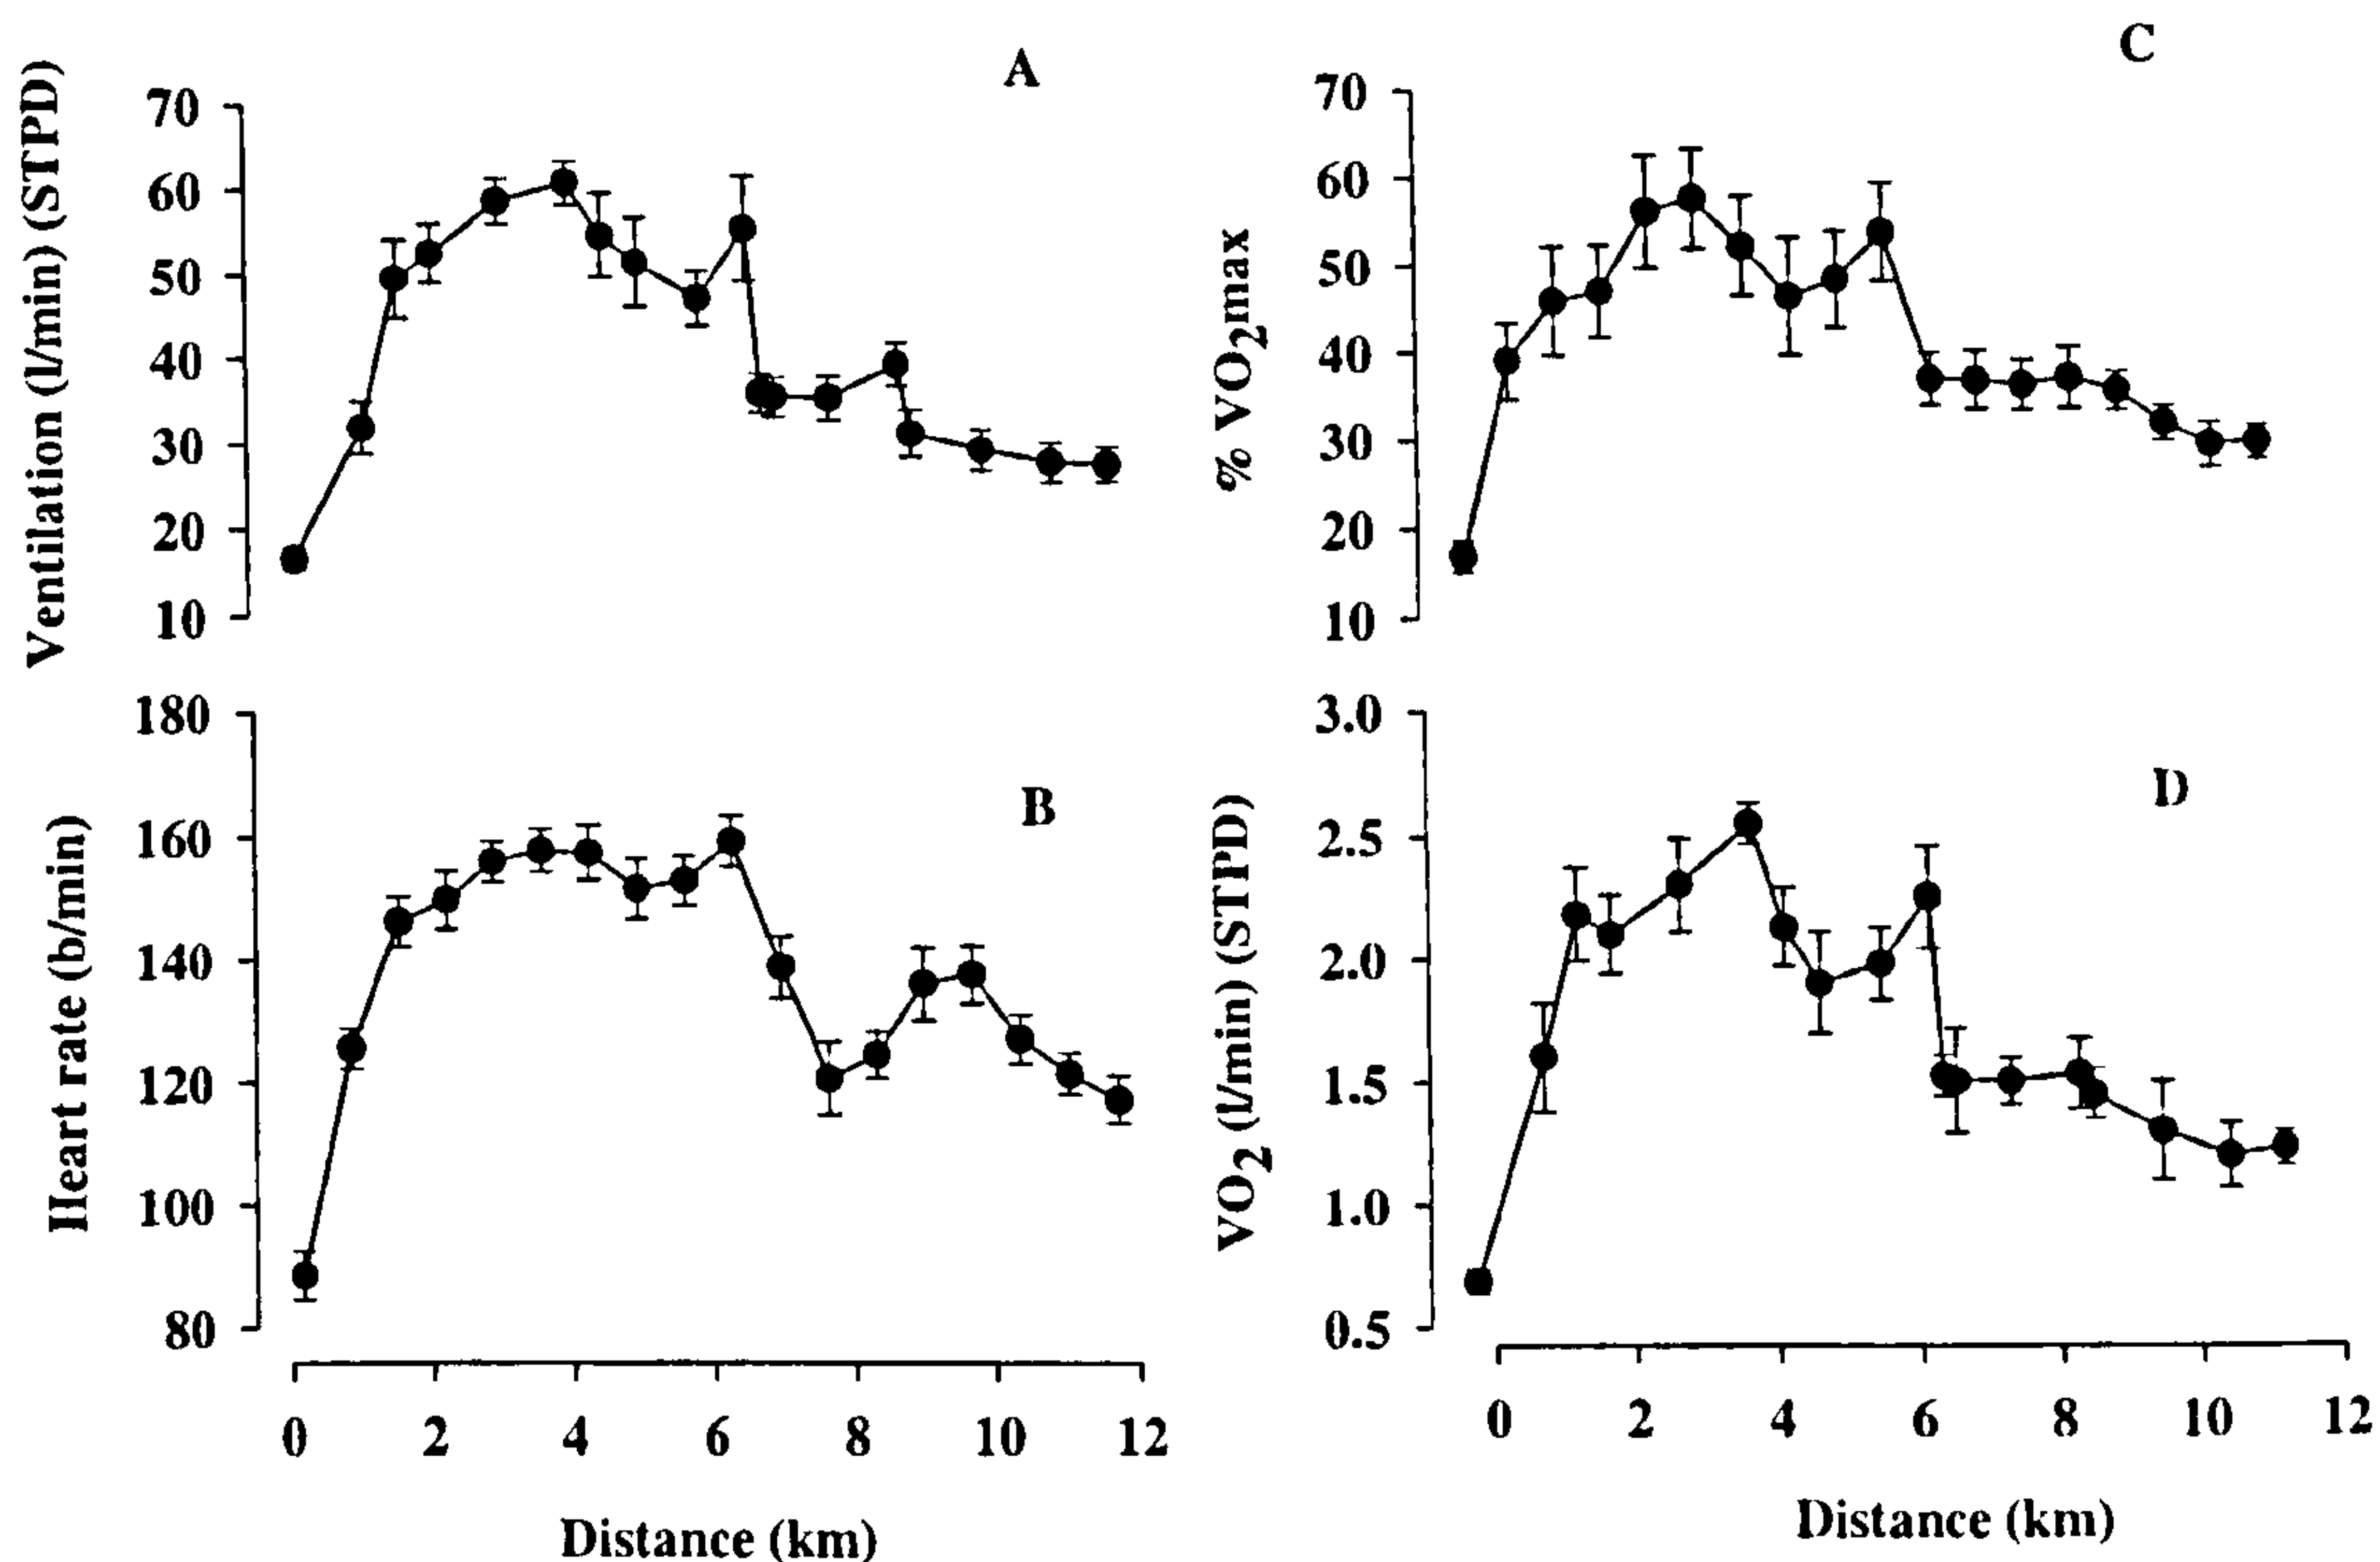 A
Ventilation (l/min) (STPD)
70
60
50
40
30
20
10
C
% VO2max
70
60
50
40
30
20
10
B
Heart rate (b/min)
180
160
140
120
100
80
0 2 4 6 8 10 12
Distance (km)
D
VO2 (l/min) (STPD)
3.0
2.5
2.0
1.5
1.0
0.5
0 2 4 6 8 10 12
Distance (km)